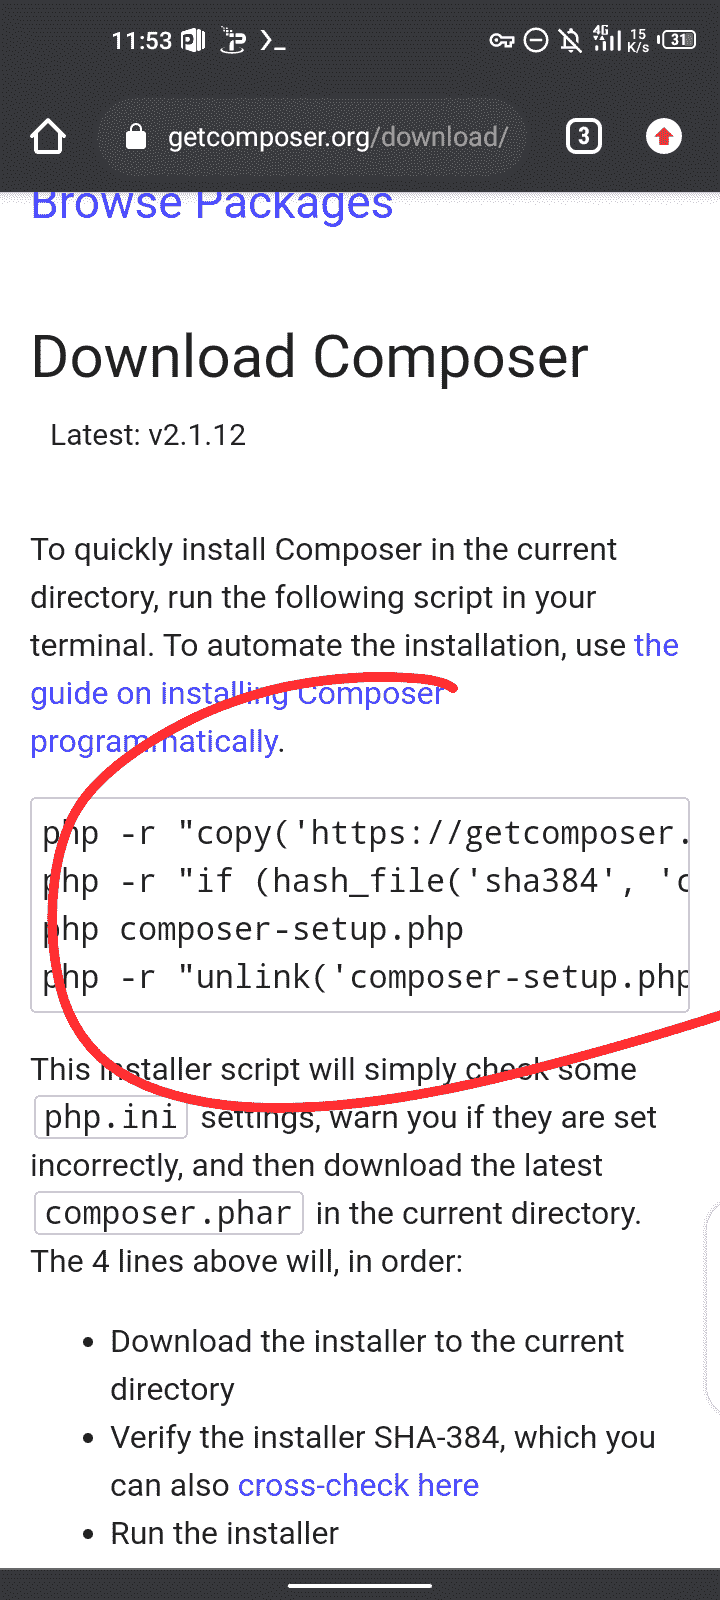 11:53
4G
15
K/s
31
getcomposer.org/download/
3
Browse Packages
Download Composer
Latest: v2.1.12
To quickly install Composer in the current
directory, run the following script in your
terminal. To automate the installation, use the
guide on installing Composer
programmatically.
php -r "copy('https://getcomposer.
php -r "if (hash_file('sha384', 'c
php composer-setup.php
php -r "unlink('composer-setup.php
This installer script will simply check some
php.ini settings, warn you if they are set
incorrectly, and then download the latest
composer.phar in the current directory.
The 4 lines above will, in order:
• Download the installer to the current
directory
• Verify the installer SHA-384, which you
can also cross-check here
• Run the installer